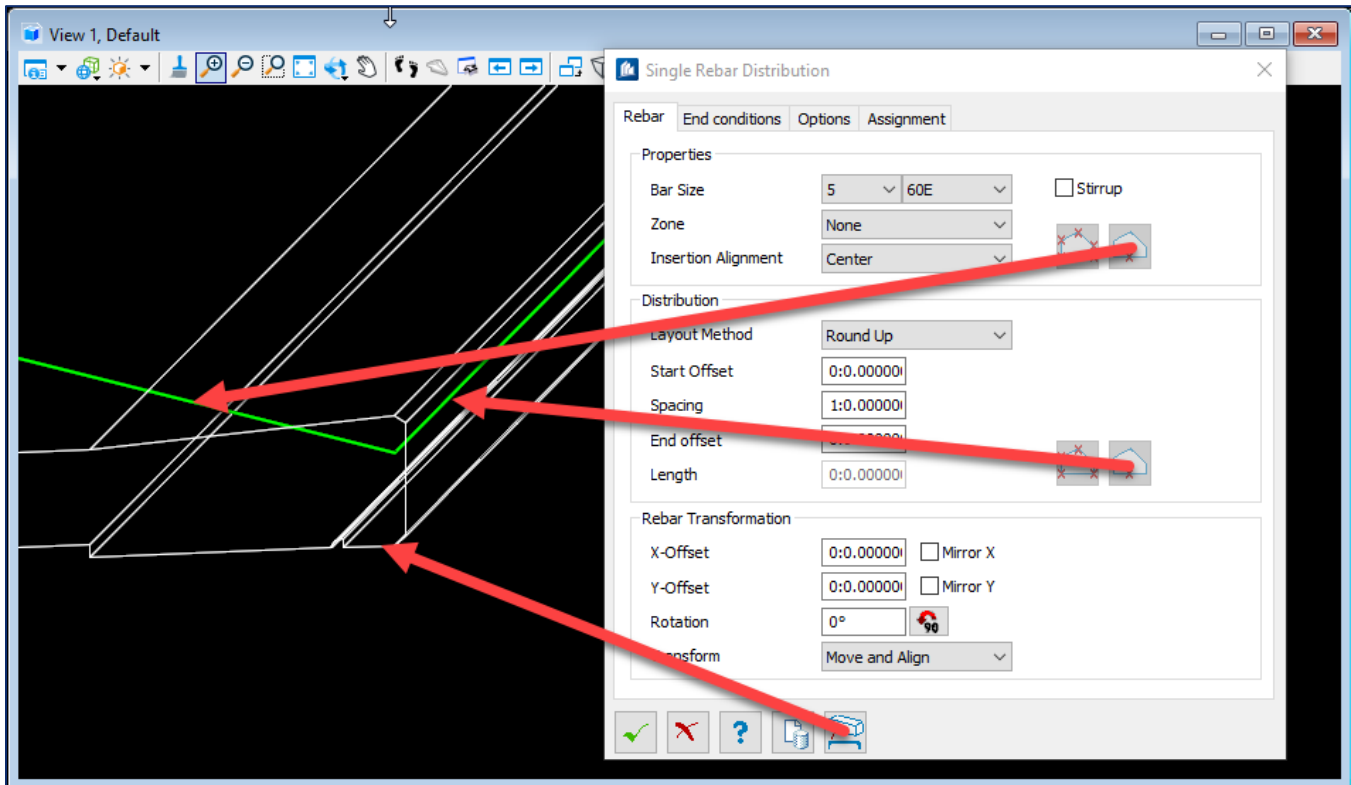 View 1, Default
Single Rebar Distribution
Rebar End conditions Options Assignment
Properties
Bar Size 5 60E Stirrup
Zone None
Insertion Alignment Center
Distribution
Layout Method Round Up
Start Offset 0:0.00000
Spacing 1:0.00000
End offset
Length 0:0.00000
Rebar Transformation
X-Offset 0:0.00000 Mirror X
Y-Offset 0:0.00000 Mirror Y
Rotation 0° 90
Move and Align
?